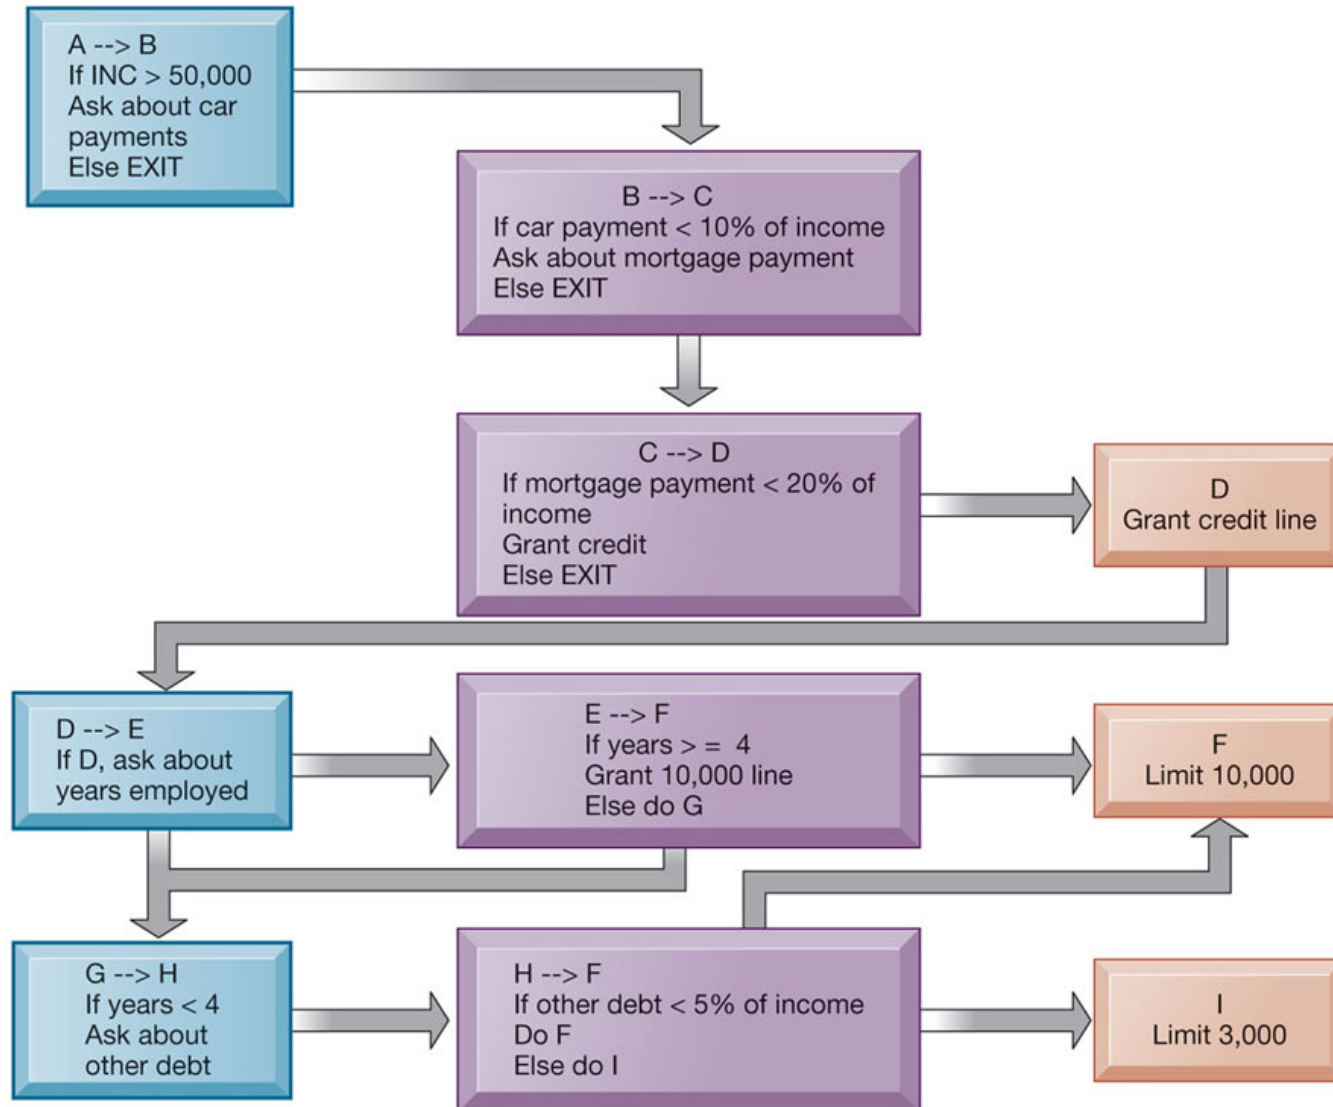 A --> B
If INC > 50,000
Ask about car
payments
Else EXIT
B --> C
If car payment < 10% of income
Ask about mortgage payment
Else EXIT
C --> D
If mortgage payment < 20% of
income
Grant credit
Else EXIT
D
Grant credit line
D --> E
If D, ask about
years employed
E --> F
If years > = 4
Grant 10,000 line
Else do G
F
Limit 10,000
G --> H
If years < 4
Ask about
other debt
H --> F
If other debt < 5% of income
Do F
Else do I
I
Limit 3,000